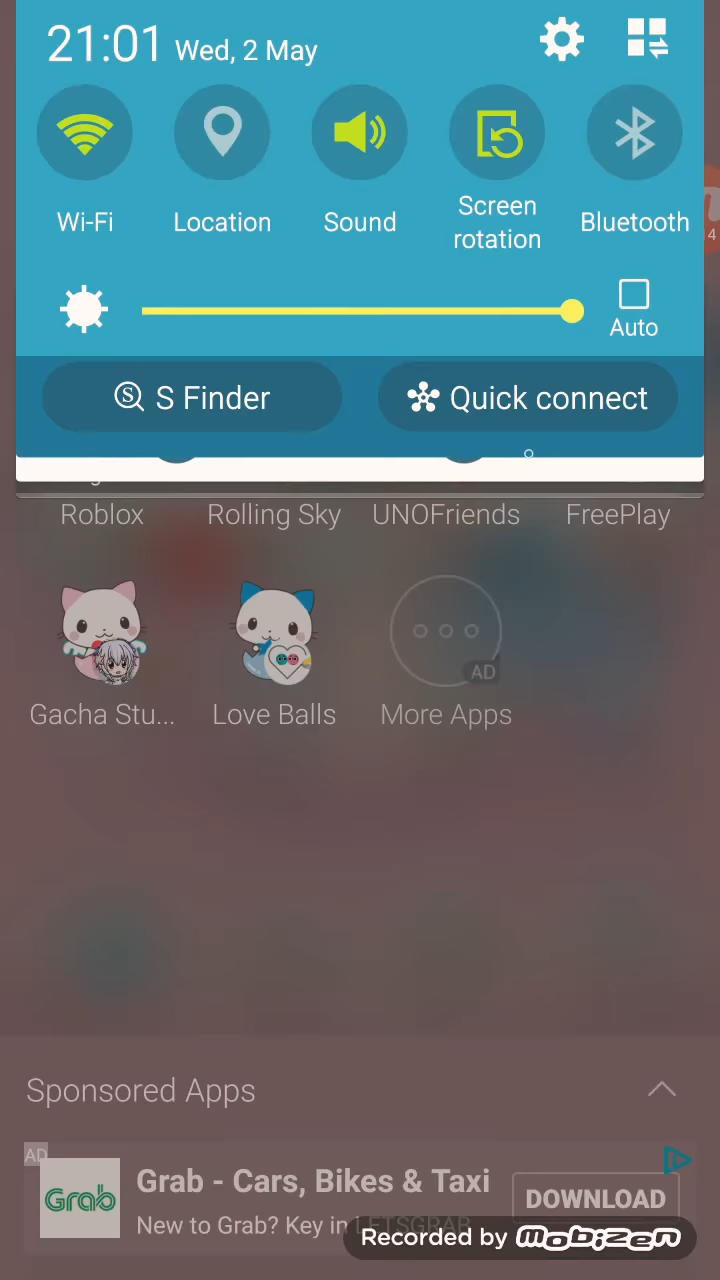 21:01 Wed, 2 May
Wi-Fi
Location
Sound
Screen
rotation
Bluetooth
Auto
S Finder
Quick connect
Roblox
Rolling Sky
UNOFriends
FreePlay
Gacha Stu...
Love Balls
More Apps
AD
Sponsored Apps
AD
Grab
Grab - Cars, Bikes & Taxi
New to Grab? Key in LETSGRAB
DOWNLOAD
Recorded by mobizen